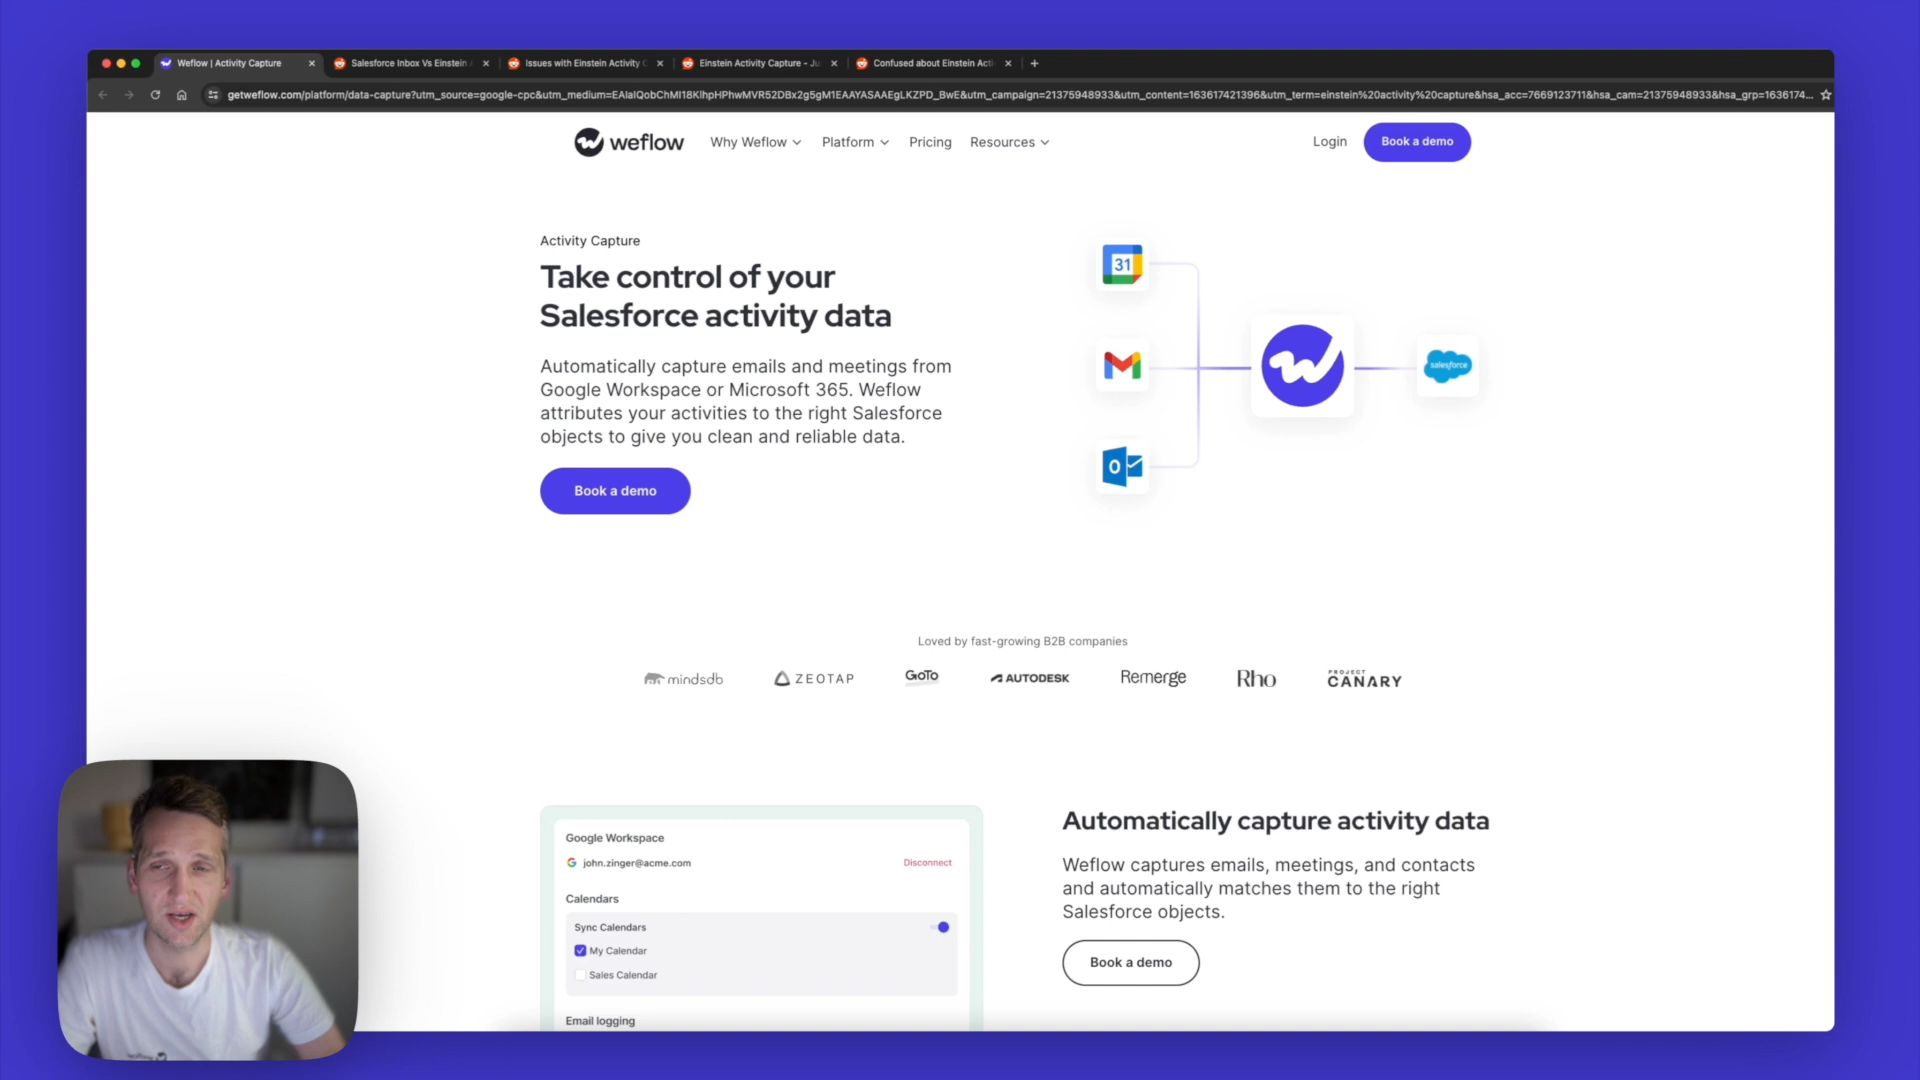 Weflow | Activity Capture
Salesforce Inbox Vs Einstein
Issues with Einstein Activity
Einstein Activity Capture - Ju
Confused about Einstein Acti
getweflow.com/platform/data-capture?utm_source=google-cpc&utm_medium=EAIaIQobChMI18KlhpHPhwMVR52DBx2g5gM1EAAYASAAEgLKZPD_BwE&utm_campaign=21375948933&utm_content=163617421396&utm_term=einstein%20activity%20capture&hsa_acc=7669123711&hsa_cam=21375948933&hsa_grp=1636174...
weflow
Why Weflow
Platform
Pricing
Resources
Login
Book a demo
Activity Capture
Take control of your
Salesforce activity data
Automatically capture emails and meetings from
Google Workspace or Microsoft 365. Weflow
attributes your activities to the right Salesforce
objects to give you clean and reliable data.
Book a demo
31
salesforce
Loved by fast-growing B2B companies
mindsdb
ZEOTAP
GoTo
AUTODESK
Remerge
Rho
PROJECT
CANARY
Google Workspace
john.zinger@acme.com
Disconnect
Calendars
Sync Calendars
My Calendar
Sales Calendar
Email logging
Automatically capture activity data
Weflow captures emails, meetings, and contacts
and automatically matches them to the right
Salesforce objects.
Book a demo